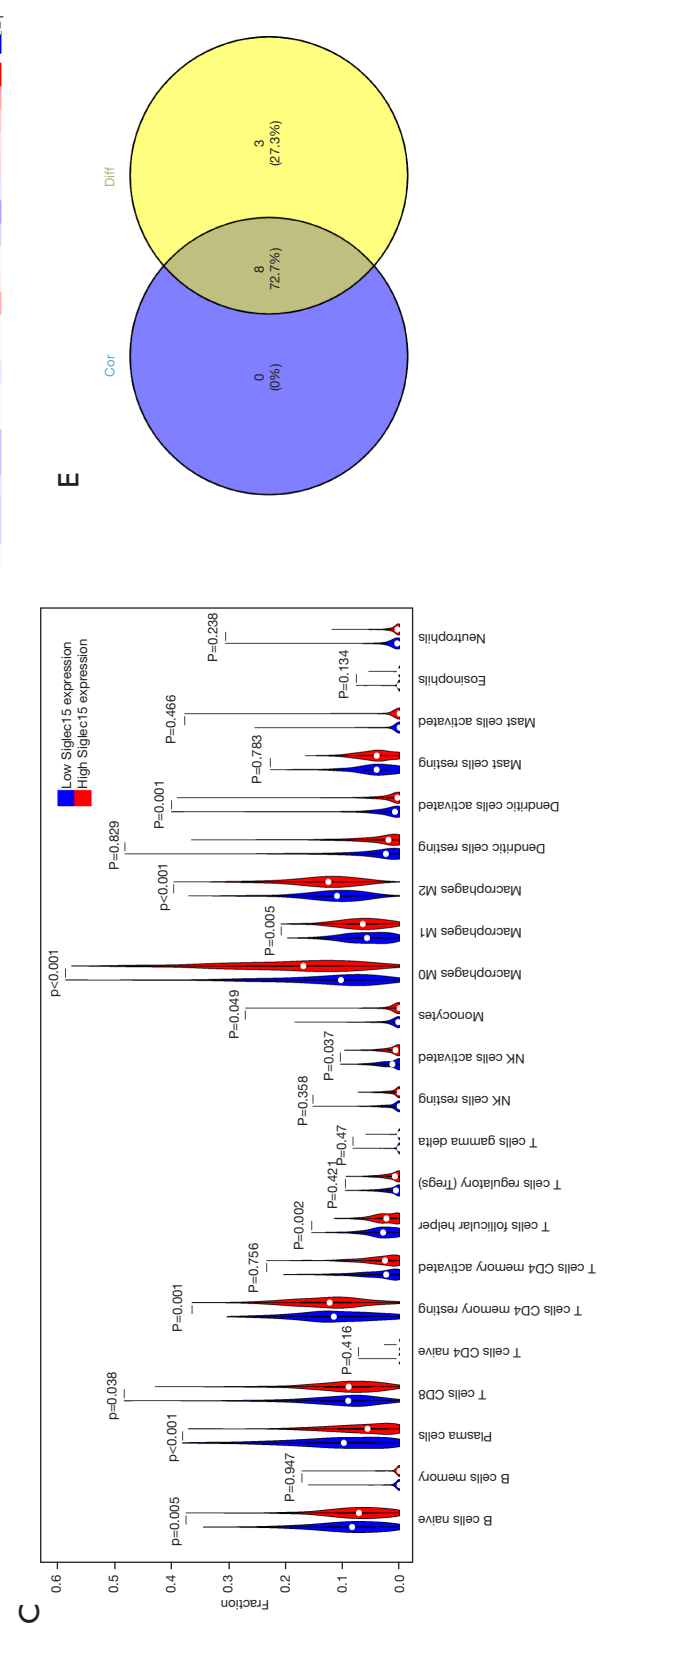 C
Low Siglec15 expression
High Siglec15 expression
Fraction
0.6
0.5
0.4
0.3
0.2
0.1
0.0
p=0.005
P=0.947
p<0.001
p=0.038
P=0.416
P=0.001
P=0.756
P=0.002
P=0.421
P=0.47
P=0.358
P=0.037
P=0.049
p<0.001
P=0.005
p<0.001
P=0.829
P=0.001
P=0.783
P=0.466
P=0.134
P=0.238
B cells naive
B cells memory
Plasma cells
T cells CD8
T cells CD4 naive
T cells CD4 memory resting
T cells CD4 memory activated
T cells follicular helper
T cells regulatory (Tregs)
T cells gamma delta
NK cells resting
NK cells activated
Monocytes
Macrophages M0
Macrophages M1
Macrophages M2
Dendritic cells resting
Dendritic cells activated
Mast cells resting
Mast cells activated
Eosinophils
Neutrophils
E
Cor
Diff
0
(0%)
8
72.7%)
3
(27.3%)